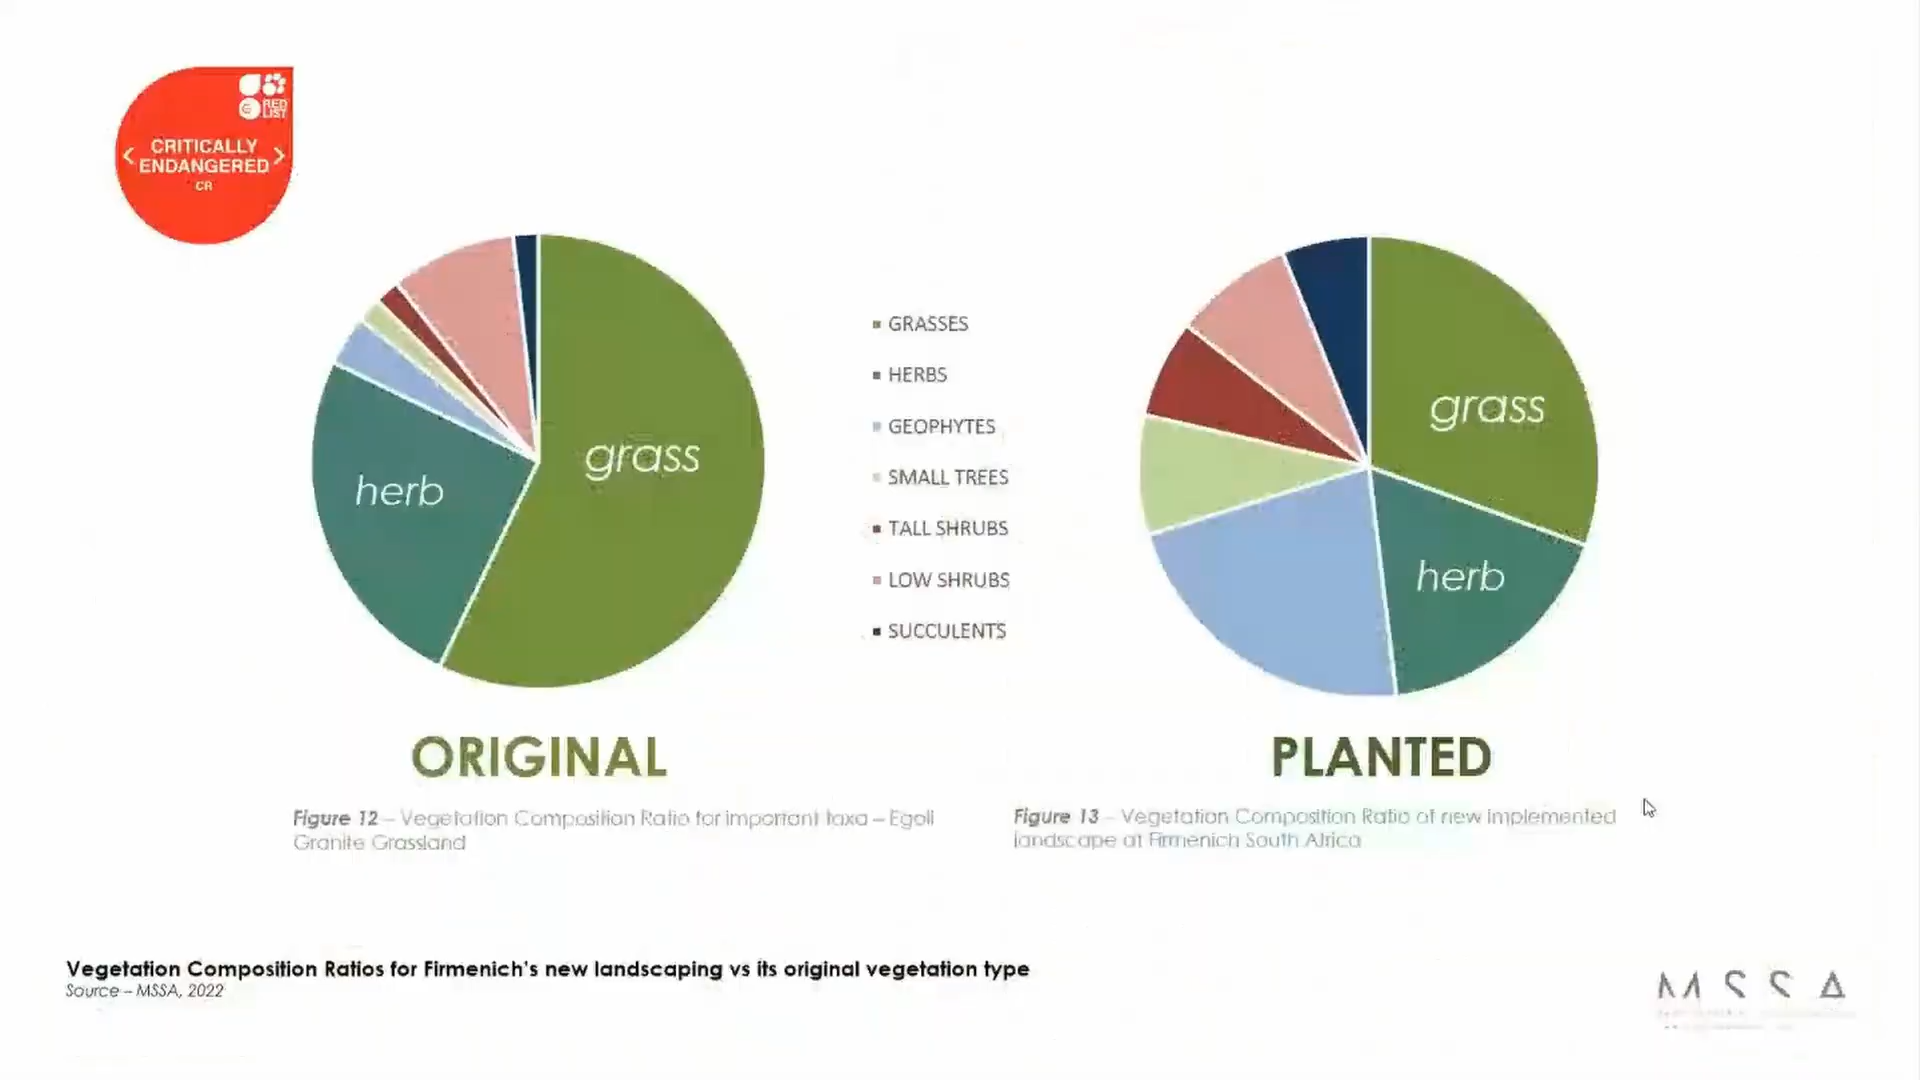 RED
LIST
CRITICALLY
ENDANGERED
CR
grass
herb
GRASSES
HERBS
GEOPHYTES
SMALL TREES
TALL SHRUBS
LOW SHRUBS
SUCCULENTS
grass
herb
ORIGINAL
Figure 12 – Vegetation Composition Ratio for important taxa – Egoli
Granite Grassland
PLANTED
Figure 13 – Vegetation Composition Ratio of new implemented
landscape at Firmenich South Africa
Vegetation Composition Ratios for Firmenich's new landscaping vs its original vegetation type
Source – MSSA, 2022
MSSA